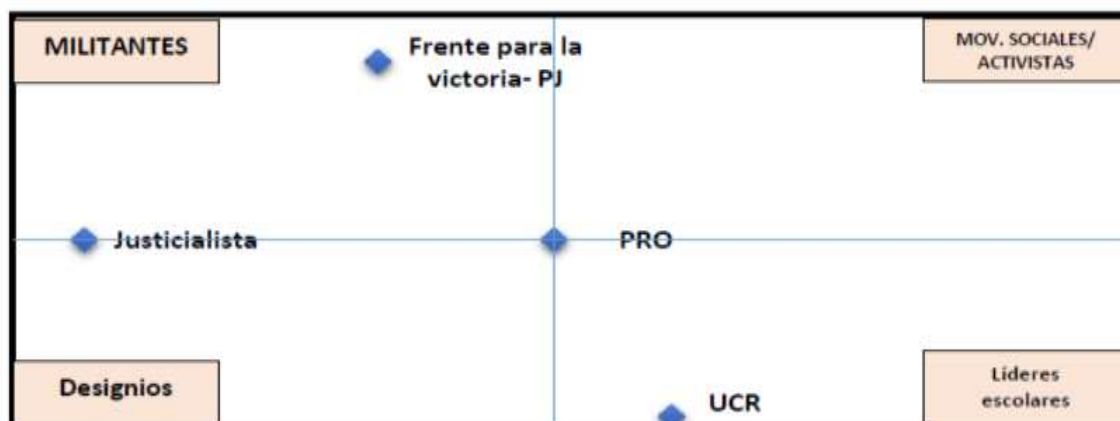 MILITANTES
Frente para la
victoria- PJ
MOV. SOCIALES/
ACTIVISTAS
Justicialista
PRO
Designios
UCR
Líderes
escolares